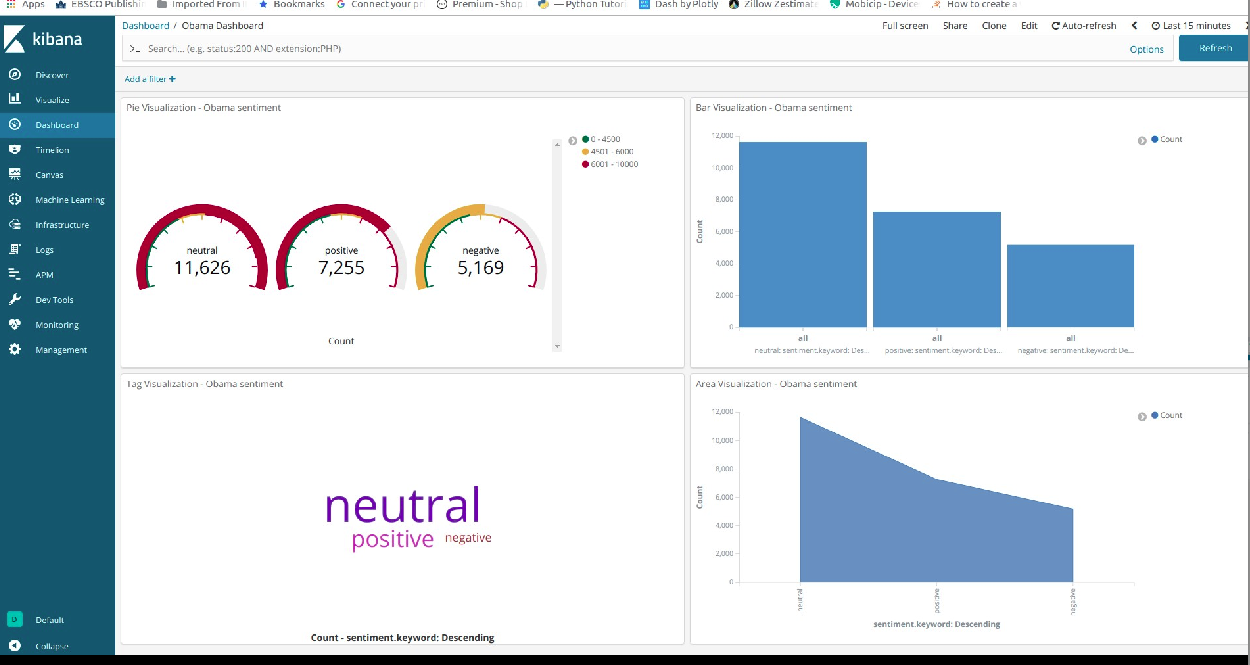 Apps EBSCO Publishin Imported From I Bookmarks Connect your pr Premium - Shop — Python Tutori Dash by Plotly Zillow Zestimate Mobicip - Device How to create a
kibana
Dashboard / Obama Dashboard
Full screen Share Clone Edit Auto-refresh Last 15 minutes
>_ Search... (e.g. status:200 AND extension:PHP)
Options
Refresh
Add a filter +
Discover
Visualize
Dashboard
Timelion
Canvas
Machine Learning
Infrastructure
Logs
APM
Dev Tools
Monitoring
Management
D Default
Collapse
Pie Visualization - Obama sentiment
0 - 4500
4501 - 6000
6001 - 10000
neutral
11,626
positive
7,255
negative
5,169
Count
Bar Visualization - Obama sentiment
Count
12,000
10,000
8,000
6,000
4,000
2,000
0
Count
all
all
all
neutral: sentiment.keyword: Des...
positive: sentiment.keyword: Des...
negative: sentiment.keyword: De...
Tag Visualization - Obama sentiment
neutral
positive
negative
Count - sentiment.keyword: Descending
Area Visualization - Obama sentiment
Count
12,000
10,000
8,000
6,000
4,000
2,000
0
Count
neutral
positive
negative
sentiment.keyword: Descending